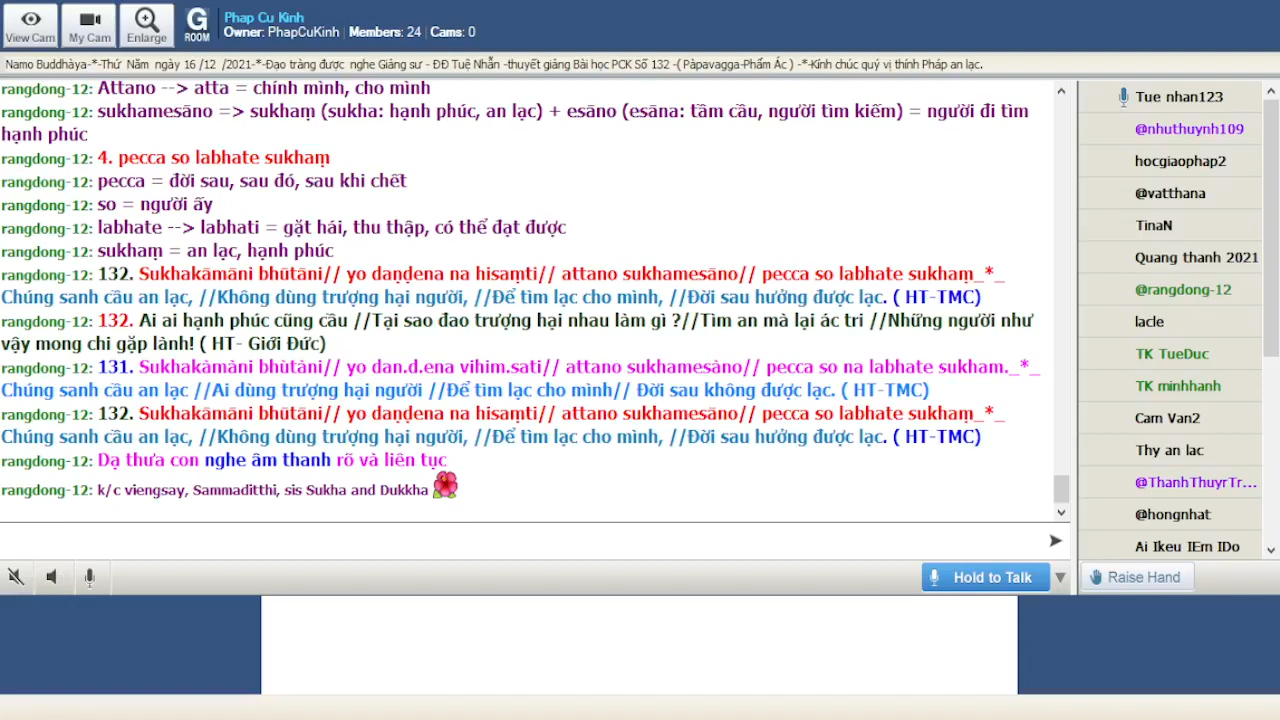 View Cam
My Cam
Enlarge
G
ROOM
Phap Cu Kinh
Owner: PhapCuKinh | Members: 24 | Cams: 0
Namo Buddhàya-*-Thứ Năm ngày 16 /12 /2021-*-Đạo tràng được nghe Giảng sư - ĐĐ Tuệ Nhẫn -thuyết giảng Bài học PCK Số 132 -( Pàpavagga-Phẩm Ác ) -*-Kính chúc quý vị thính Pháp an lạc.
rangdong-12: Attano --> atta = chính mình, cho mình
rangdong-12: sukhamesāno => sukhaṃ (sukha: hạnh phúc, an lạc) + esāno (esāna: tầm cầu, người tìm kiếm) = người đi tìm
hạnh phúc
rangdong-12: 4. pecca so labhate sukhaṃ
rangdong-12: pecca = đời sau, sau đó, sau khi chết
rangdong-12: so = người ấy
rangdong-12: labhate --> labhati = gặt hái, thu thập, có thể đạt được
rangdong-12: sukhaṃ = an lạc, hạnh phúc
rangdong-12: 132. Sukhakāmāni bhūtāni// yo daṇḍena na hisaṃti// attano sukhamesāno// pecca so labhate sukhaṃ_*_
Chúng sanh cầu an lạc, //Không dùng trượng hại người, //Để tìm lạc cho mình, //Đời sau hưởng được lạc. ( HT-TMC)
rangdong-12: 132. Ai ai hạnh phúc cũng cầu //Tại sao đao trượng hại nhau làm gì ?//Tìm an mà lại ác tri //Những người như
vậy mong chi gặp lành! ( HT- Giới Đức)
rangdong-12: 131. Sukhakàmàni bhùtàni// yo dan.d.ena vihim.sati// attano sukhamesàno// pecca so na labhate sukham._*_
Chúng sanh cầu an lạc //Ai dùng trượng hại người //Để tìm lạc cho mình// Đời sau không được lạc. ( HT-TMC)
rangdong-12: 132. Sukhakāmāni bhūtāni// yo daṇḍena na hisaṃti// attano sukhamesāno// pecca so labhate sukhaṃ_*_
Chúng sanh cầu an lạc, //Không dùng trượng hại người, //Để tìm lạc cho mình, //Đời sau hưởng được lạc. ( HT-TMC)
rangdong-12: Dạ thưa con nghe âm thanh rõ và liên tục
rangdong-12: k/c viengsay, Sammaditthi, sis Sukha and Dukkha
Hold to Talk
Tue nhan123
@nhuthuynh109
hocgiaophap2
@vatthana
TinaN
Quang thanh 2021
@rangdong-12
lacle
TK TueDuc
TK minhhanh
Cam Van2
Thy an lac
@ThanhThuyrTr...
@hongnhat
Ai Ikeu IEm IDo
Raise Hand